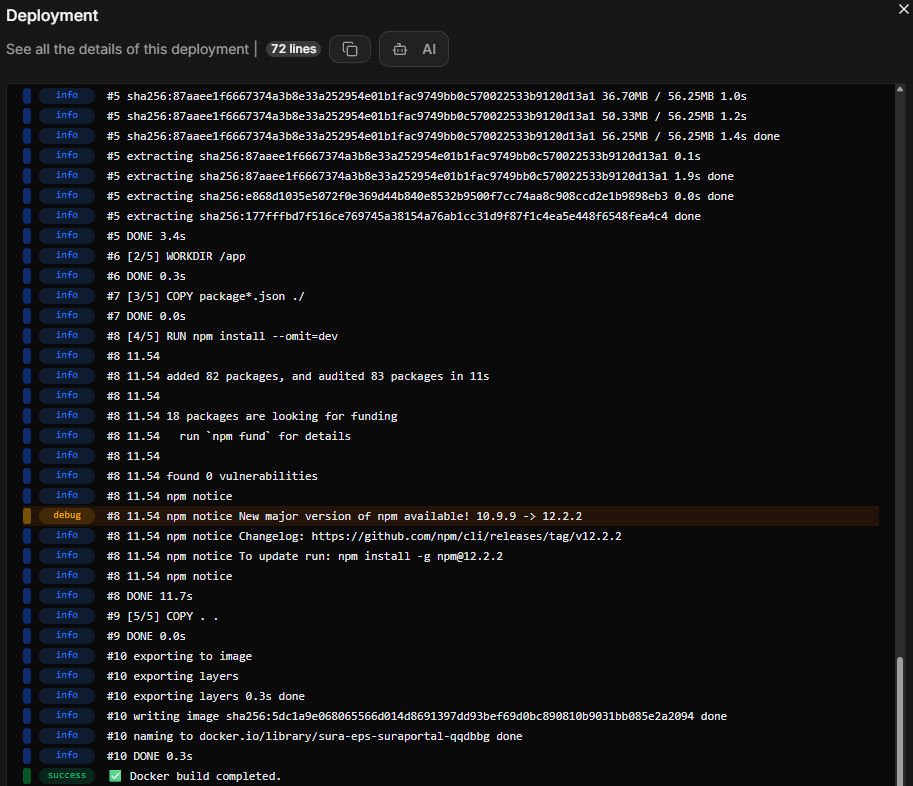 Deployment
See all the details of this deployment | 72 lines AI
info #5 sha256:87aaee1f6667374a3b8e33a252954e01b1fac9749bb0c570022533b9120d13a1 36.70MB / 56.25MB 1.0s
info #5 sha256:87aaee1f6667374a3b8e33a252954e01b1fac9749bb0c570022533b9120d13a1 50.33MB / 56.25MB 1.2s
info #5 sha256:87aaee1f6667374a3b8e33a252954e01b1fac9749bb0c570022533b9120d13a1 56.25MB / 56.25MB 1.4s done
info #5 extracting sha256:87aaee1f6667374a3b8e33a252954e01b1fac9749bb0c570022533b9120d13a1 0.1s
info #5 extracting sha256:87aaee1f6667374a3b8e33a252954e01b1fac9749bb0c570022533b9120d13a1 1.9s done
info #5 extracting sha256:e868d1035e5072f0e369d44b840e8532b9500f7cc74aa8c908ccd2e1b9898eb3 0.0s done
info #5 extracting sha256:177fffbd7f516ce769745a38154a76ab1cc31d9f87f1c4ea5e448f6548fea4c4 done
info #5 DONE 3.4s
info #6 [2/5] WORKDIR /app
info #6 DONE 0.3s
info #7 [3/5] COPY package*.json ./
info #7 DONE 0.0s
info #8 [4/5] RUN npm install --omit=dev
info #8 11.54
info #8 11.54 added 82 packages, and audited 83 packages in 11s
info #8 11.54
info #8 11.54 18 packages are looking for funding
info #8 11.54   run `npm fund` for details
info #8 11.54
info #8 11.54 found 0 vulnerabilities
info #8 11.54 npm notice
debug #8 11.54 npm notice New major version of npm available! 10.9.9 -> 12.2.2
info #8 11.54 npm notice Changelog: https://github.com/npm/cli/releases/tag/v12.2.2
info #8 11.54 npm notice To update run: npm install -g npm@12.2.2
info #8 11.54 npm notice
info #8 DONE 11.7s
info #9 [5/5] COPY . .
info #9 DONE 0.0s
info #10 exporting to image
info #10 exporting layers
info #10 exporting layers 0.3s done
info #10 writing image sha256:5dc1a9e068065566d014d8691397dd93bef69d0bc890810b9031bb085e2a2094 done
info #10 naming to docker.io/library/sura-eps-suraportal-qqdbbg done
info #10 DONE 0.3s
success ✅ Docker build completed.